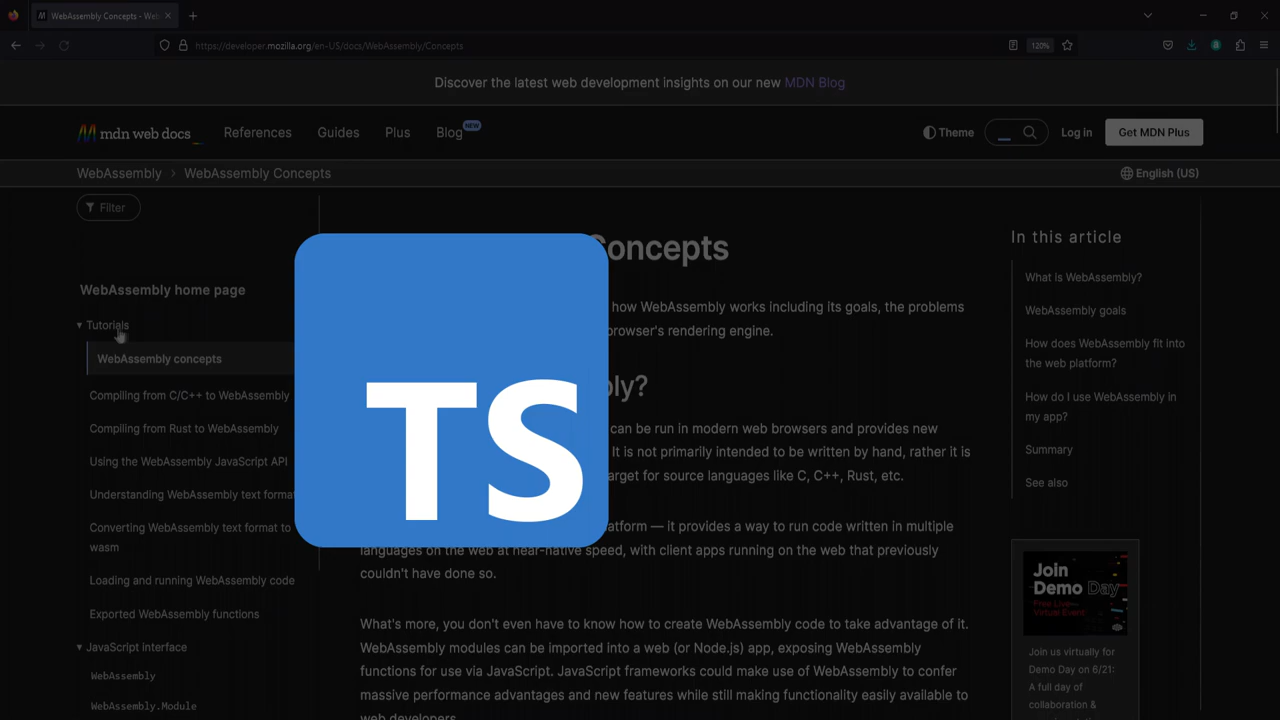 WebAssembly Concepts - Web
https://developer.mozilla.org/en-US/docs/WebAssembly/Concepts
120%
Discover the latest web development insights on our new MDN Blog
mdn web docs
References
Guides
Plus
Blog
NEW
Theme
Log in
Get MDN Plus
WebAssembly
WebAssembly Concepts
English (US)
Filter
WebAssembly home page
Tutorials
WebAssembly concepts
Compiling from C/C++ to WebAssembly
Compiling from Rust to WebAssembly
Using the WebAssembly JavaScript API
Understanding WebAssembly text format
Converting WebAssembly text format to
wasm
Loading and running WebAssembly code
Exported WebAssembly functions
JavaScript interface
WebAssembly
WebAssembly.Module
TS
Concepts
how WebAssembly works including its goals, the problems
browser's rendering engine.
bly?
can be run in modern web browsers and provides new
It is not primarily intended to be written by hand, rather it is
target for source languages like C, C++, Rust, etc.
atform — it provides a way to run code written in multiple
languages on the web at near-native speed, with client apps running on the web that previously
couldn't have done so.
What's more, you don't even have to know how to create WebAssembly code to take advantage of it.
WebAssembly modules can be imported into a web (or Node.js) app, exposing WebAssembly
functions for use via JavaScript. JavaScript frameworks could make use of WebAssembly to confer
massive performance advantages and new features while still making functionality easily available to
web developers.
In this article
What is WebAssembly?
WebAssembly goals
How does WebAssembly fit into
the web platform?
How do I use WebAssembly in
my app?
Summary
See also
Join
Demo Day
Free Live
Virtual Event
Join us virtually for
Demo Day on 6/21:
A full day of
collaboration &